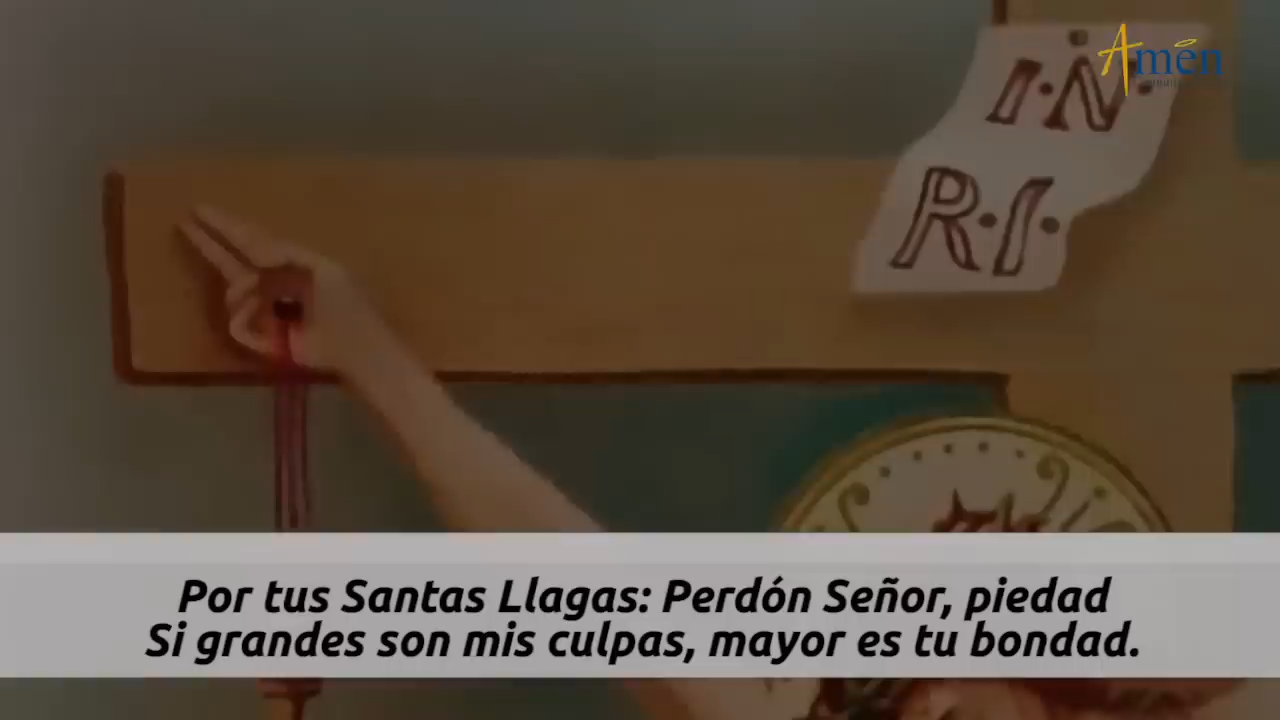 Amén
I·N·
R·I·
Por tus Santas Llagas: Perdón Señor, piedad
Si grandes son mis culpas, mayor es tu bondad.